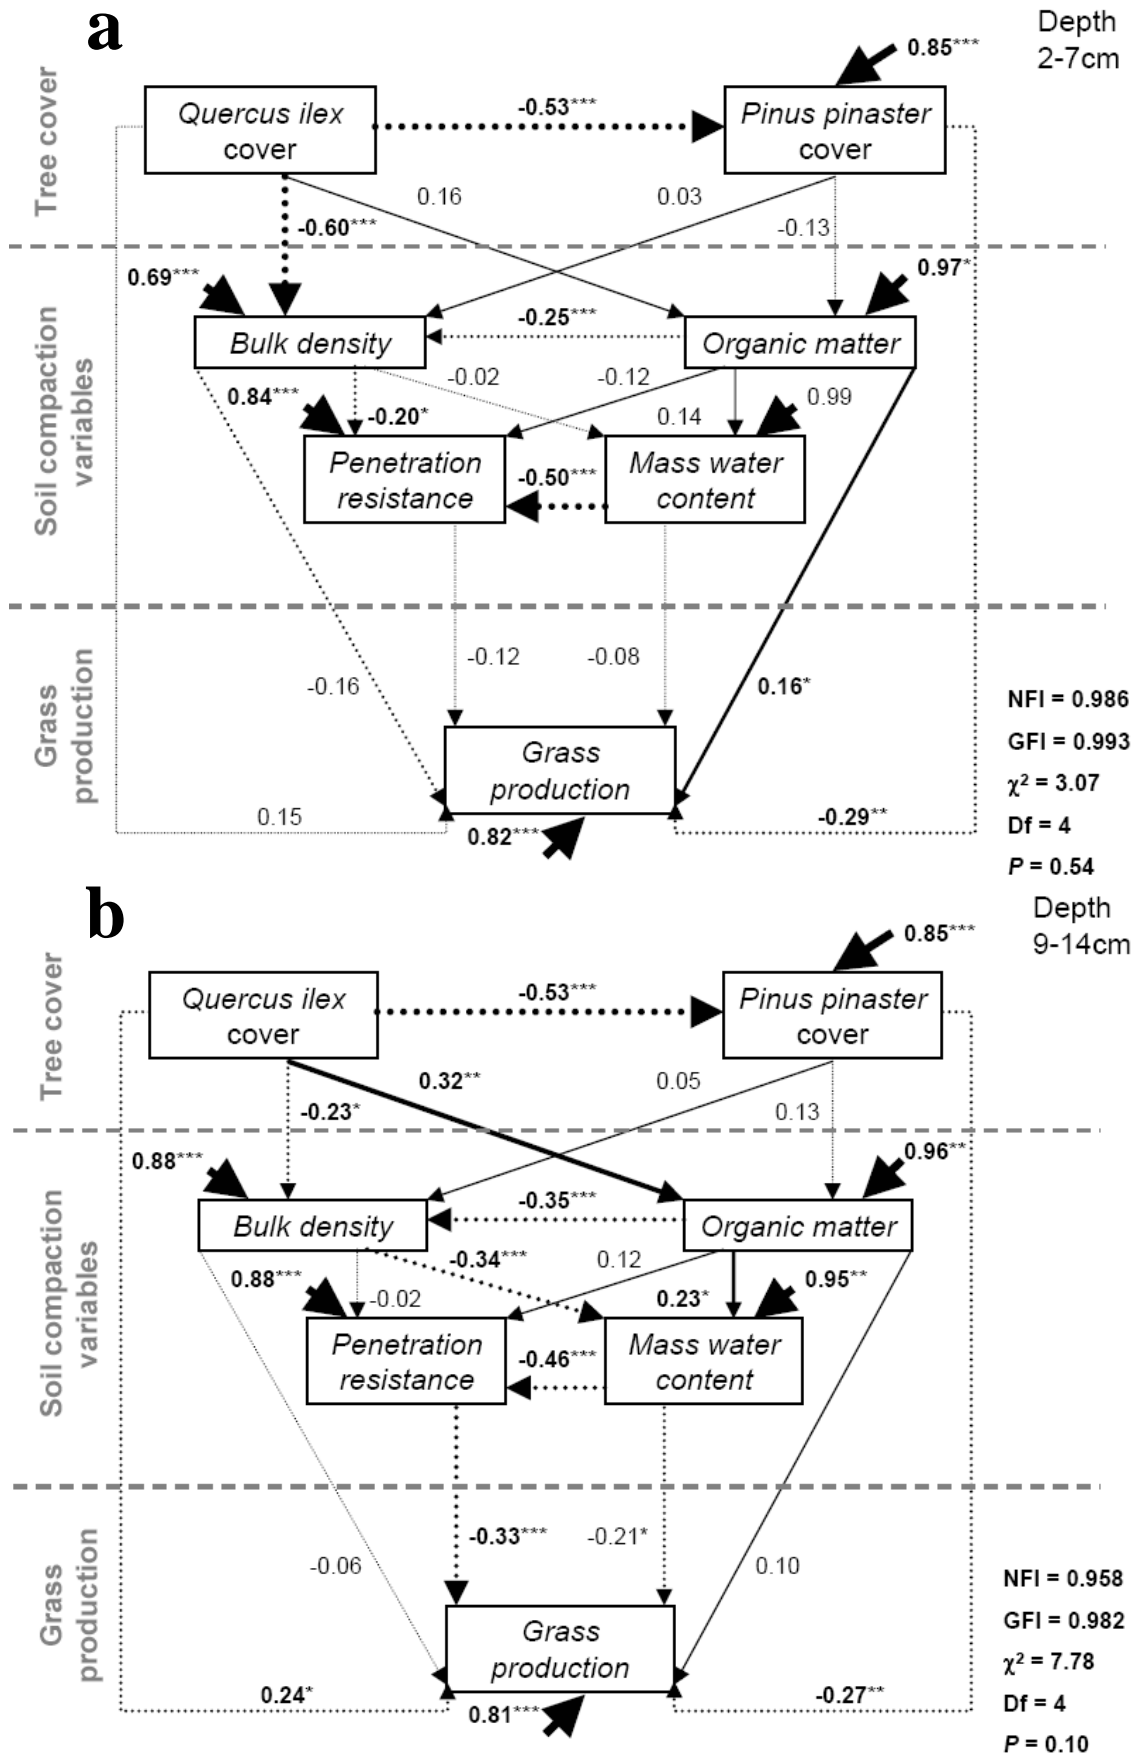 a
Depth
2-7cm
0.85***
Tree cover
Quercus ilex
cover
-0.53***
Pinus pinaster
cover
0.16
0.03
-0.60***
-0.13
0.69***
0.97*
Soil compaction
variables
Bulk density
-0.25***
Organic matter
-0.02
-0.12
0.84***
-0.20*
0.14
0.99
Penetration
resistance
-0.50***
Mass water
content
Grass
production
-0.16
-0.12
-0.08
0.16*
Grass
production
0.15
0.82***
-0.29**
NFI = 0.986
GFI = 0.993
χ² = 3.07
Df = 4
P = 0.54
b
Depth
9-14cm
0.85***
Tree cover
Quercus ilex
cover
-0.53***
Pinus pinaster
cover
0.32**
0.05
-0.23*
0.13
0.88***
0.96**
Soil compaction
variables
Bulk density
-0.35***
Organic matter
-0.34***
0.12
0.88***
-0.02
0.23*
0.95**
Penetration
resistance
-0.46***
Mass water
content
Grass
production
-0.06
-0.33***
-0.21*
0.10
Grass
production
0.24*
0.81***
-0.27**
NFI = 0.958
GFI = 0.982
χ² = 7.78
Df = 4
P = 0.10